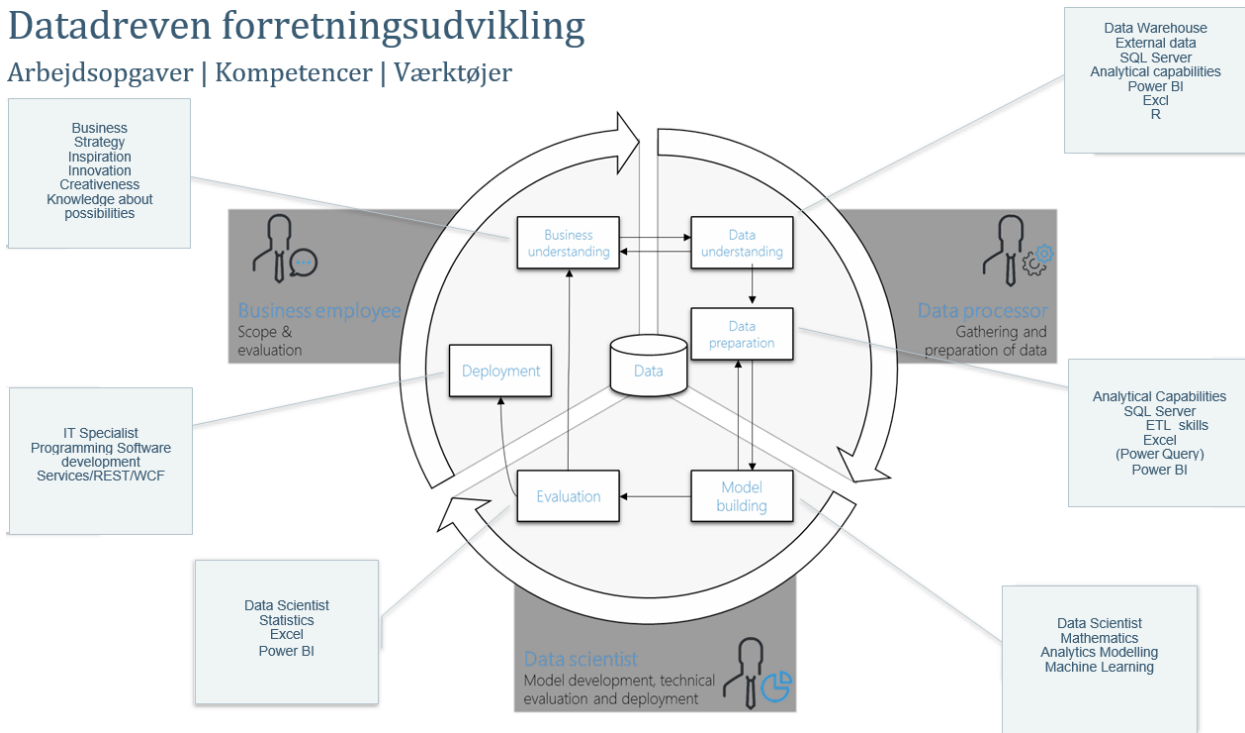 Datadreven forretningsudvikling
Arbejdsopgaver | Kompetencer | Værktøjer
Business
Strategy
Inspiration
Innovation
Creativeness
Knowledge about
possibilities
Data Warehouse
External data
SQL Server
Analytical capabilities
Power BI
Excl
R
Business
understanding
Data
understanding
Business employee
Scope &
evaluation
Data processor
Gathering and
preparation of data
Data
preparation
Deployment
Data
IT Specialist
Programming Software
development
Services/REST/WCF
Analytical Capabilities
SQL Server
ETL skills
Excel
(Power Query)
Power BI
Evaluation
Model
building
Data Scientist
Statistics
Excel
Power BI
Data scientist
Model development, technical
evaluation and deployment
Data Scientist
Mathematics
Analytics Modelling
Machine Learning